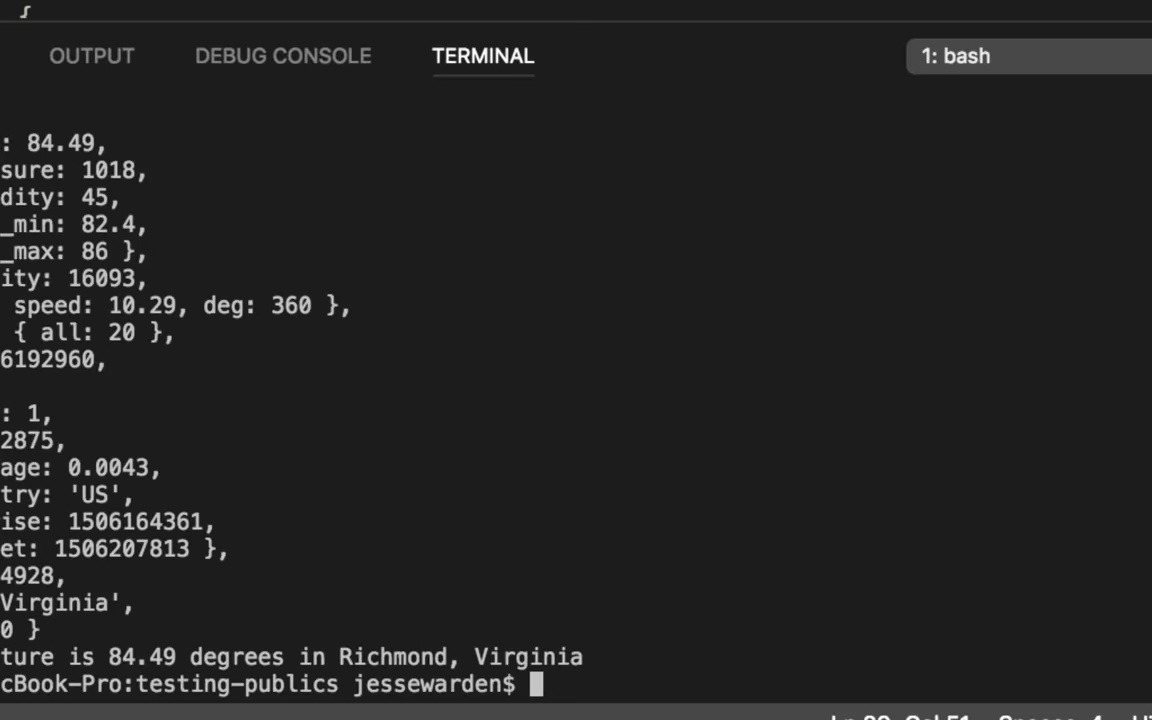 OUTPUT DEBUG CONSOLE TERMINAL 1: bash
: 84.49,
sure: 1018,
dity: 45,
_min: 82.4,
_max: 86 },
ity: 16093,
speed: 10.29, deg: 360 },
{ all: 20 },
6192960,
: 1,
2875,
age: 0.0043,
try: 'US',
ise: 1506164361,
et: 1506207813 },
4928,
Virginia',
0 }
ture is 84.49 degrees in Richmond, Virginia
cBook-Pro:testing-publics jessewarden$